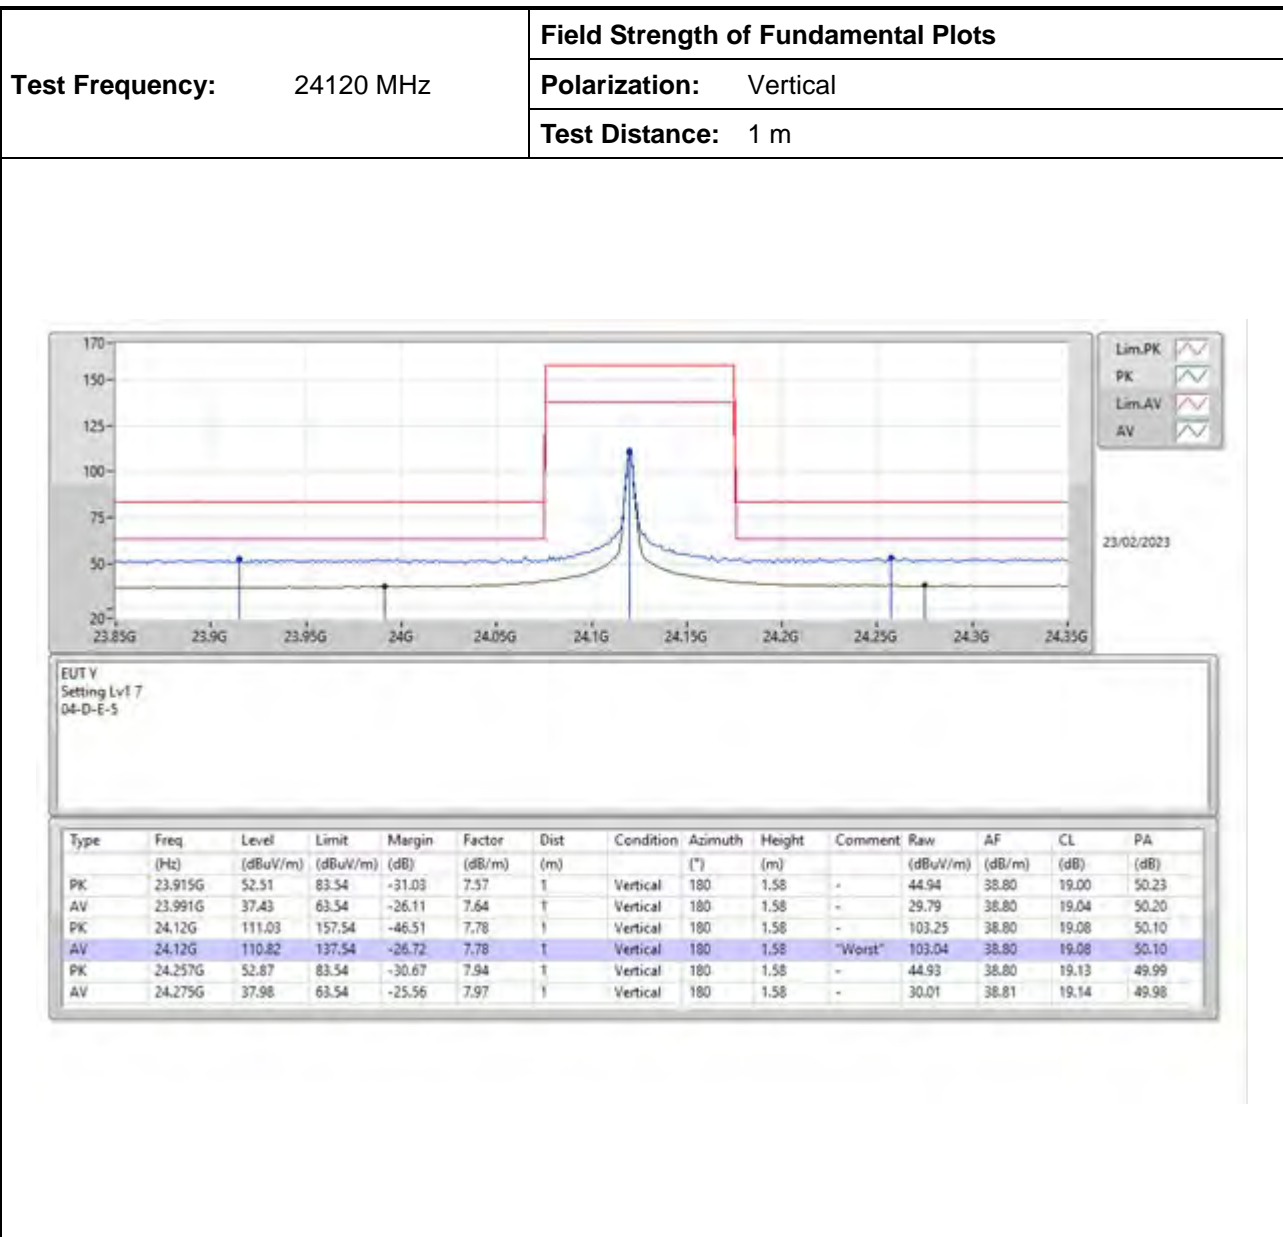 Field Strength of Fundamental Plots
Test Frequency: 24120 MHz
Polarization: Vertical
Test Distance: 1 m
170
150
125
100
75
50
20
23.85G 23.9G 23.95G 24G 24.05G 24.1G 24.15G 24.2G 24.25G 24.3G 24.35G
Lim.PK
PK
Lim.AV
AV
23/02/2023
EUT Y
Setting Lv1 7
04-D-E-5
Type Freq Level Limit Margin Factor Dist Condition Azimuth Height Comment Raw AF CL PA
(Hz) (dBuV/m) (dBuV/m) (dB) (dB/m) (m) (°) (m) (dBuV/m) (dB/m) (dB) (dB)
PK 23.915G 52.51 83.54 -31.03 7.57 1 Vertical 180 1.58 - 44.94 38.80 19.00 50.23
AV 23.991G 37.43 63.54 -26.11 7.64 1 Vertical 180 1.58 - 29.79 38.80 19.04 50.20
PK 24.12G 111.03 157.54 -46.51 7.78 1 Vertical 180 1.58 - 103.25 38.80 19.08 50.10
AV 24.12G 110.82 137.54 -26.72 7.78 1 Vertical 180 1.58 "Worst" 103.04 38.80 19.08 50.10
PK 24.257G 52.87 83.54 -30.67 7.94 1 Vertical 180 1.58 - 44.93 38.80 19.13 49.99
AV 24.275G 37.98 63.54 -25.56 7.97 1 Vertical 180 1.58 - 30.01 38.81 19.14 49.98